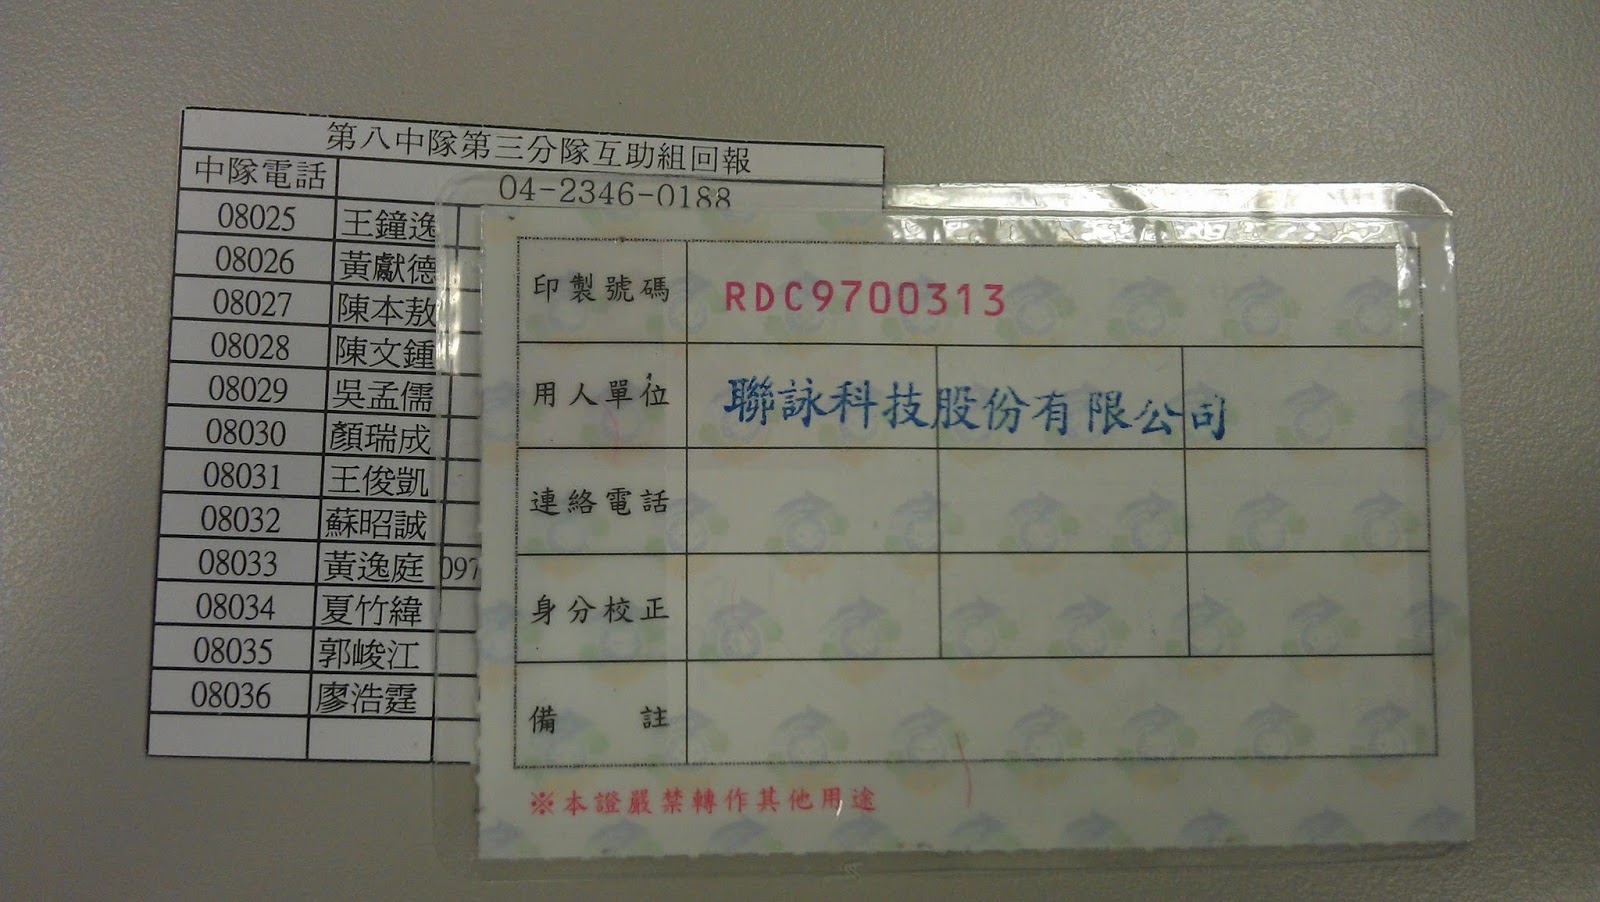 第八中隊第三分隊互助組回報
中隊電話 04-2346-0188
08025 王鐘逸
08026 黃獻德
08027 陳本敖
08028 陳文鍾
08029 吳孟儒
08030 顏瑞成
08031 王俊凱
08032 蘇昭誠
08033 黃逸庭 097
08034 夏竹緯
08035 郭峻江
08036 廖浩霆
印製號碼 RDC9700313
用人單位 聯詠科技股份有限公司
連絡電話
身分校正
備註
※本證嚴禁轉作其他用途